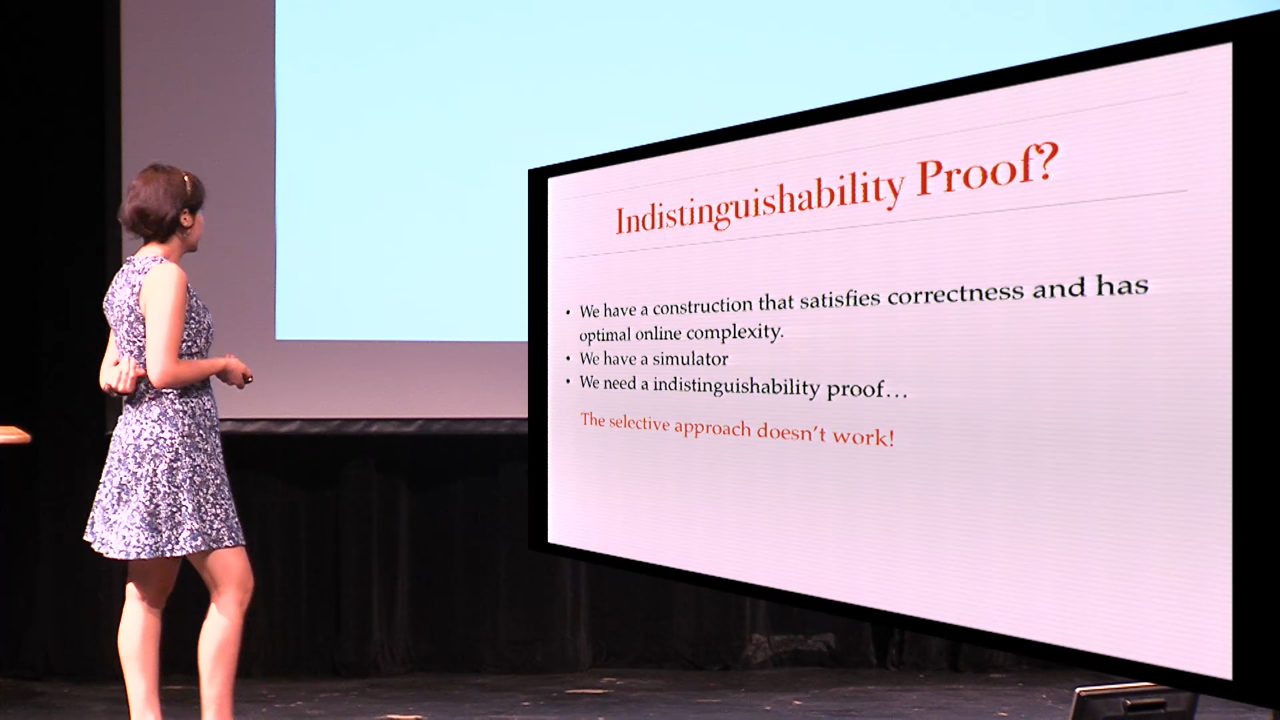 Indistinguishability Proof?
• We have a construction that satisfies correctness and has
optimal online complexity.
• We have a simulator
• We need a indistinguishability proof…
The selective approach doesn't work!